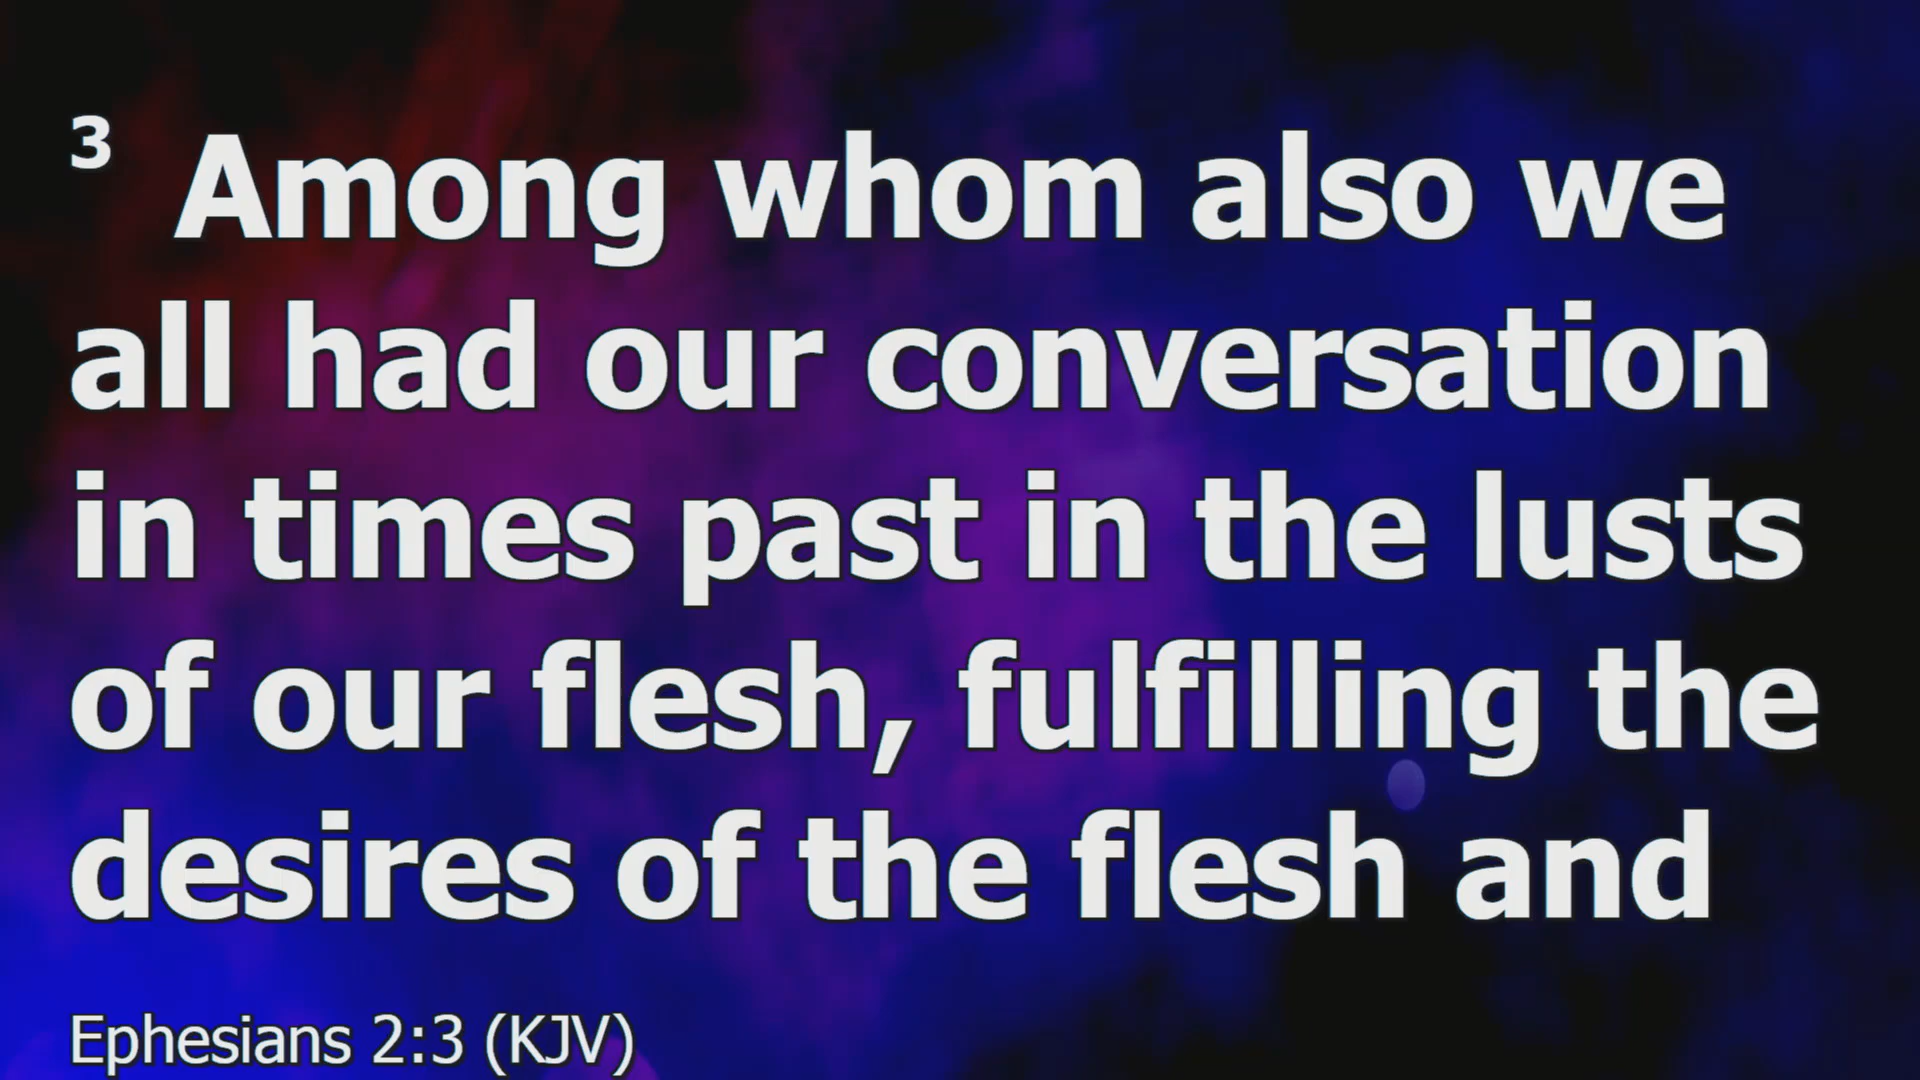 3 Among whom also we
all had our conversation
in times past in the lusts
of our flesh, fulfilling the
desires of the flesh and
Ephesians 2:3 (KJV)